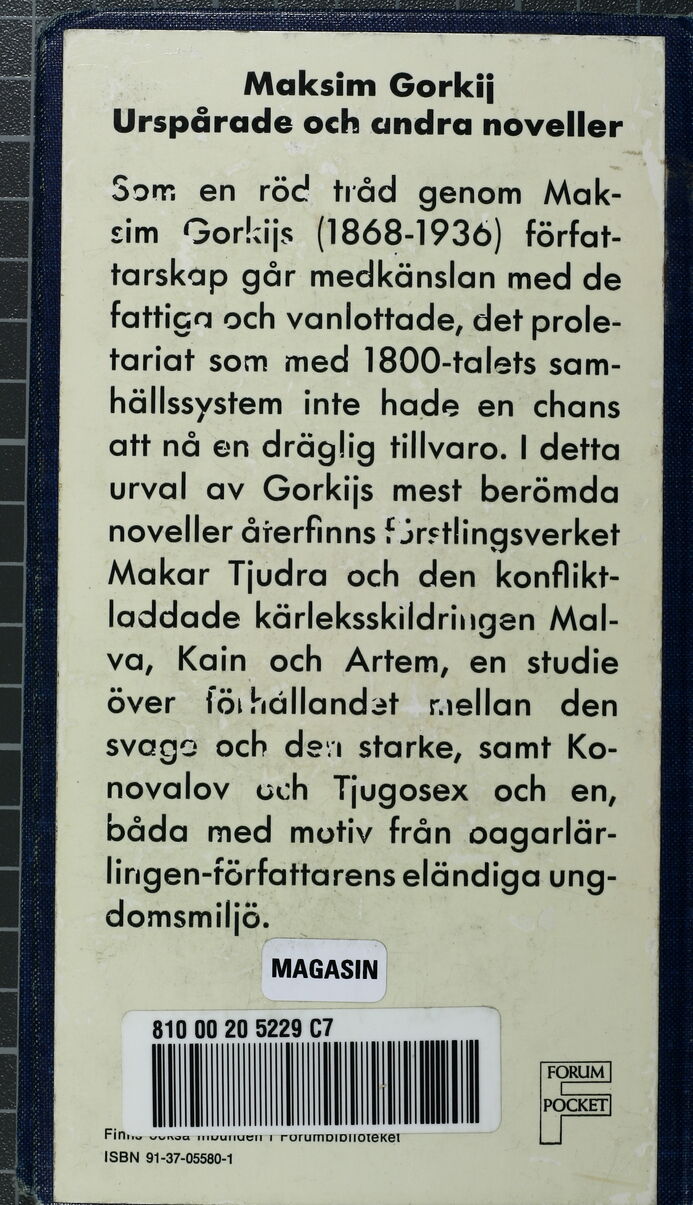 Maksim Gorkij
Urspårade och andra noveller
Som en röd tråd genom Mak-
sim Gorkijs (1868-1936) förfat-
tarskap går medkänslan med de
fattiga och vanlottade, det prole-
tariat som med 1800-talets sam-
hällssystem inte hade en chans
att nå en dräglig tillvaro. I detta
urval av Gorkijs mest berömda
noveller återfinns förstlingsverket
Makar Tjudra och den konflikt-
laddade kärleksskildringen Mal-
va, Kain och Artem, en studie
över förhållandet mellan den
svage och den starke, samt Ko-
novalov och Tjugosex och en,
båda med motiv från bagarlär-
lingen-författarens eländiga ung-
domsmiljö.
MAGASIN
810 00 20 5229 C7
FORUM
POCKET
Finns också inbunden i Forumbiblioteket
ISBN 91-37-05580-1